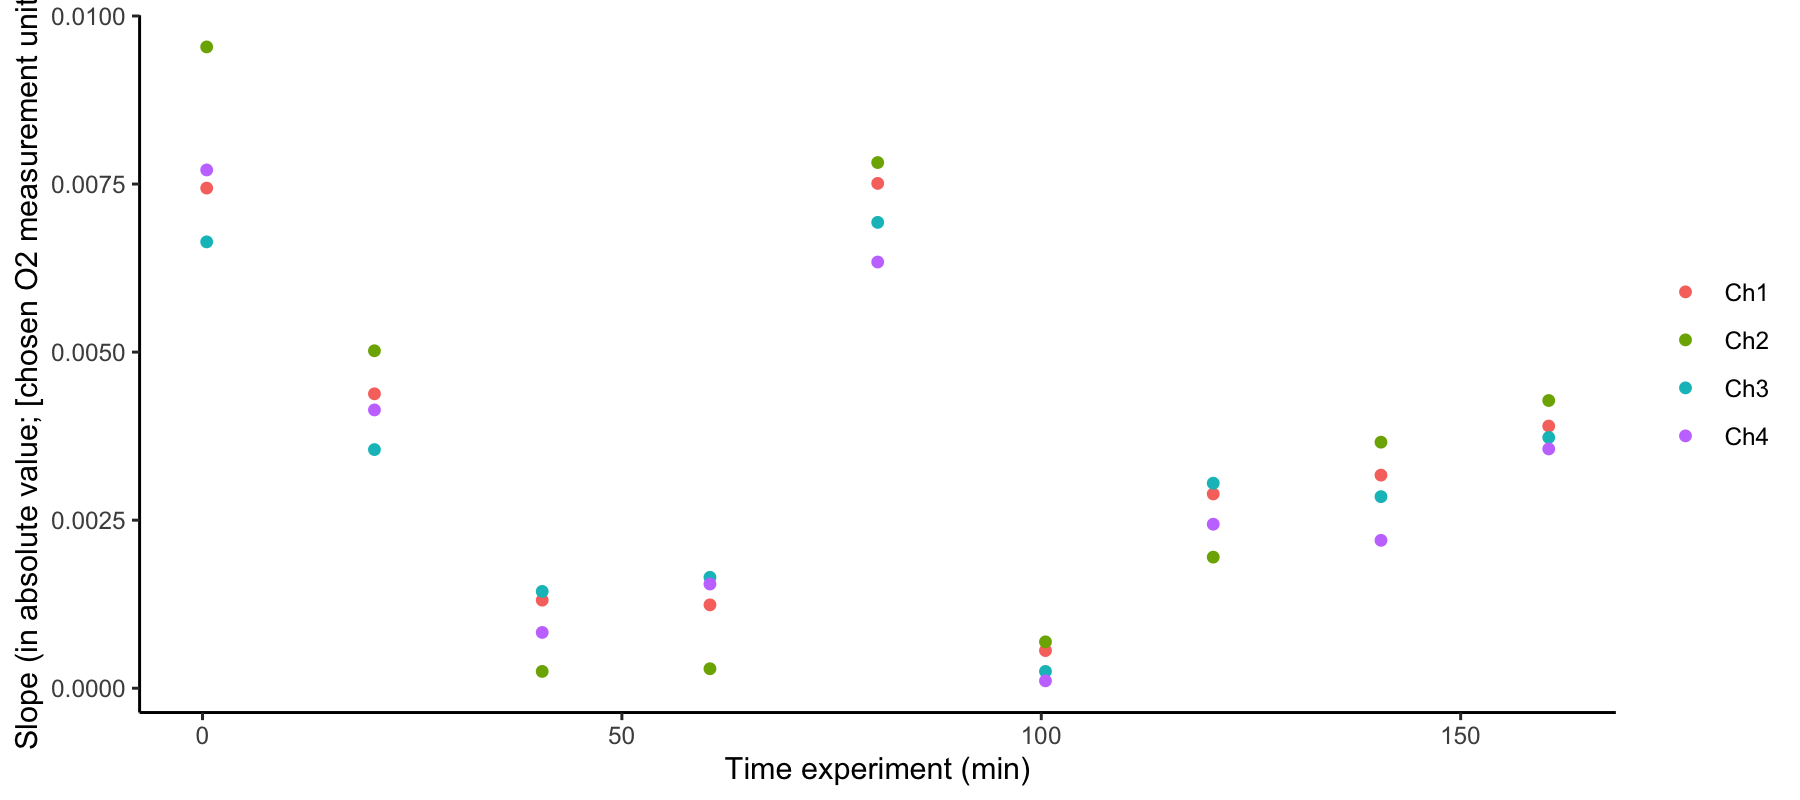 Slope (in absolute value; [chosen O2 measurement unit
0.0100
0.0075
0.0050
0.0025
0.0000
0
50
100
150
Time experiment (min)
Ch1
Ch2
Ch3
Ch4